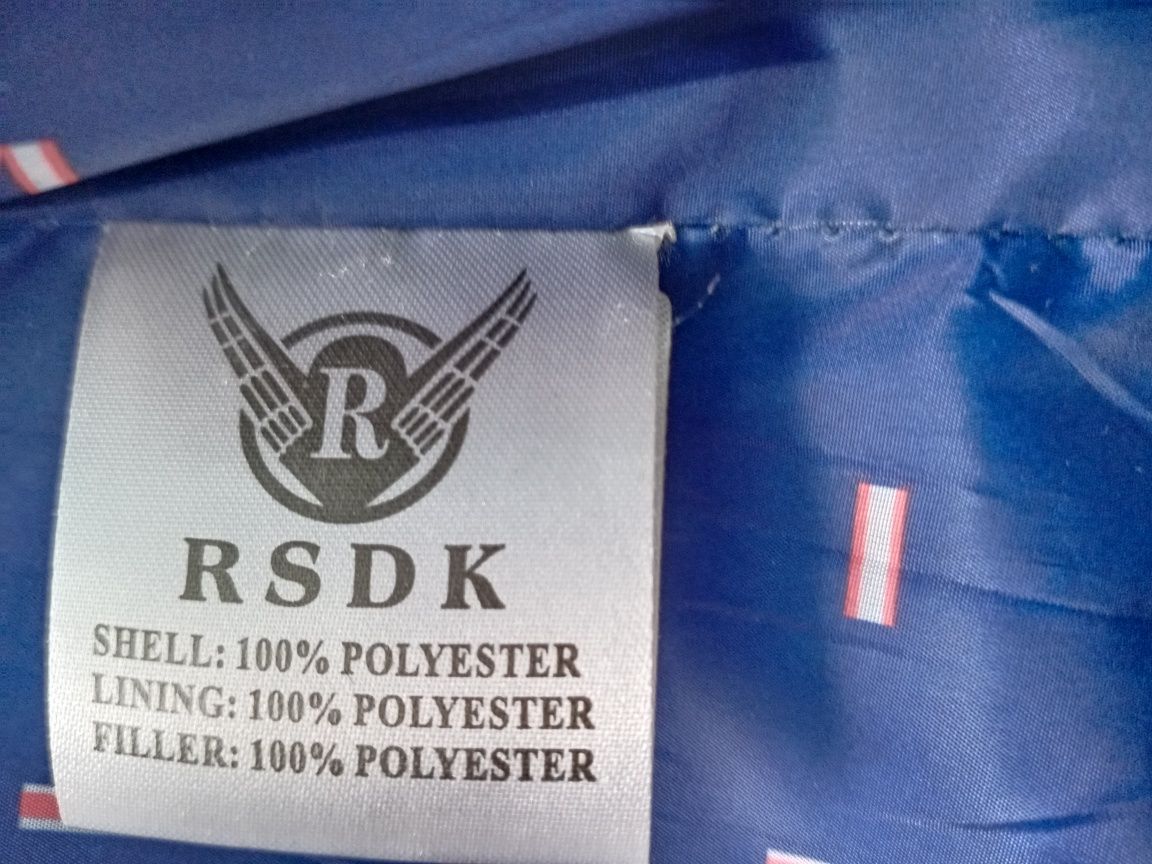 R
RSDK
SHELL: 100% POLYESTER
LINING: 100% POLYESTER
FILLER: 100% POLYESTER